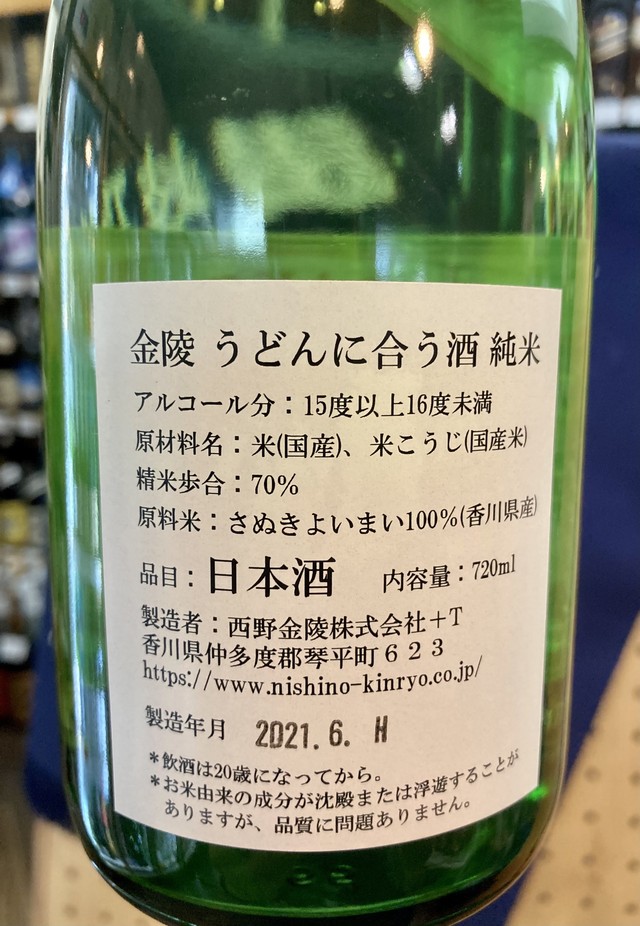 金陵 うどんに合う酒 純米
アルコール分：15度以上16度未満
原材料名：米(国産)、米こうじ(国産米)
精米歩合：70%
原料米：さぬきよいまい100%(香川県産)
品目：日本酒 内容量：720ml
製造者：西野金陵株式会社＋T
香川県仲多度郡琴平町６２３
https://www.nishino-kinryo.co.jp/
製造年月 2021. 6. H
*飲酒は20歳になってから。
*お米由来の成分が沈殿または浮遊することが
ありますが、品質に問題ありません。